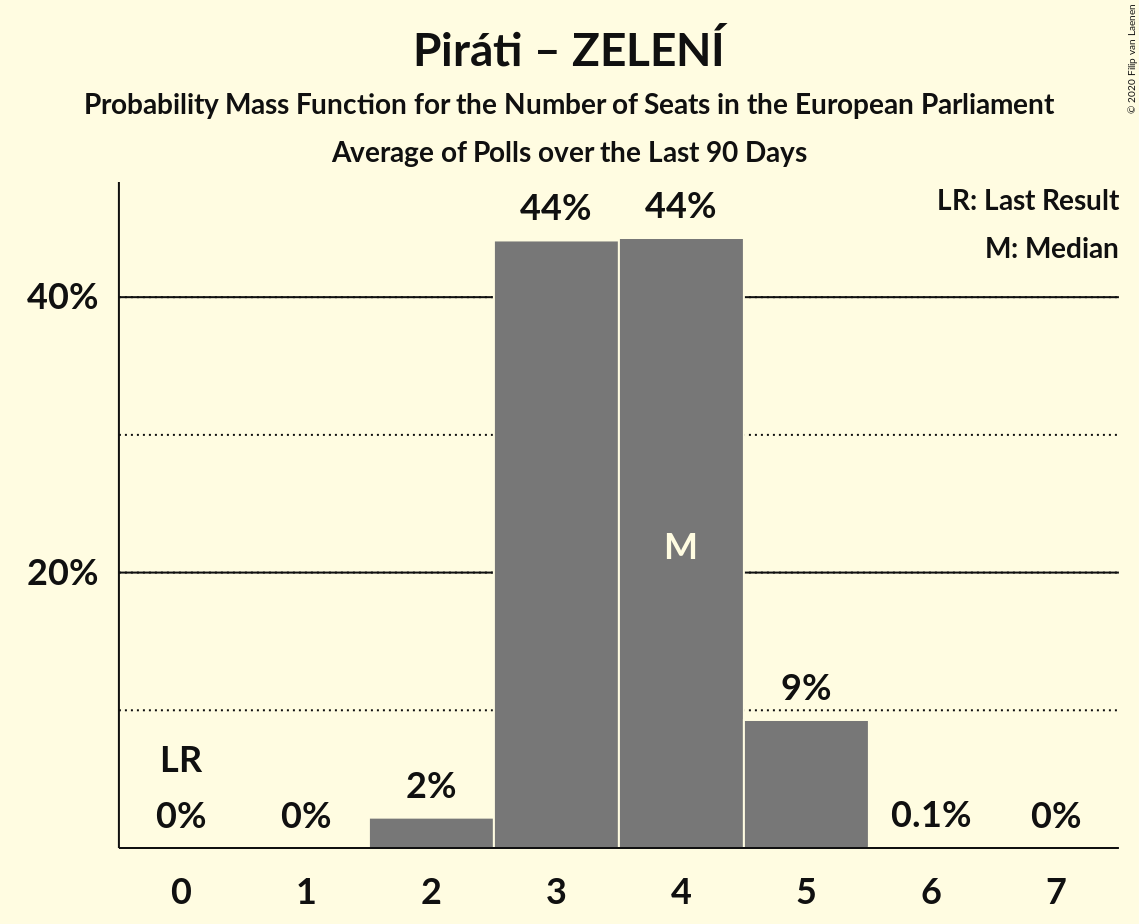 Piráti – ZELENÍ
Probability Mass Function for the Number of Seats in the European Parliament
Average of Polls over the Last 90 Days
© 2020 Filip van Laenen
LR: Last Result
M: Median
44% 44%
40%
M
20%
9%
LR
2%
0% 0% 0.1% 0%
0 1 2 3 4 5 6 7